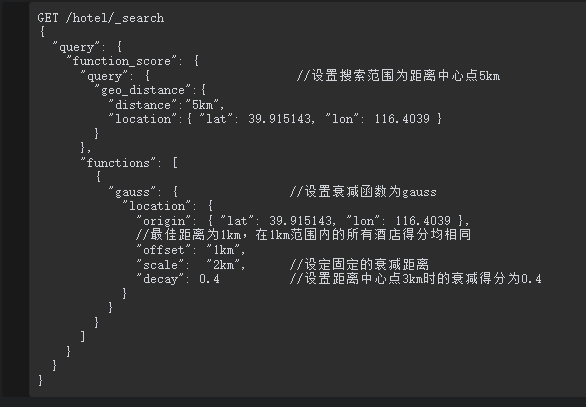 GET /hotel/_search
{
  "query": {
    "function_score": {
      "query": {                     //设置搜索范围为距离中心点5km
        "geo_distance":{
          "distance":"5km",
          "location":{ "lat": 39.915143, "lon": 116.4039 }
        }
      },
      "functions": [
        {
          "gauss": {                //设置衰减函数为gauss
            "location": {
              "origin": { "lat": 39.915143, "lon": 116.4039 },
              //最佳距离为1km，在1km范围内的所有酒店得分均相同
              "offset": "1km",
              "scale":  "2km",      //设定固定的衰减距离
              "decay": 0.4          //设置距离中心点3km时的衰减得分为0.4
            }
          }
        }
      ]
    }
  }
}